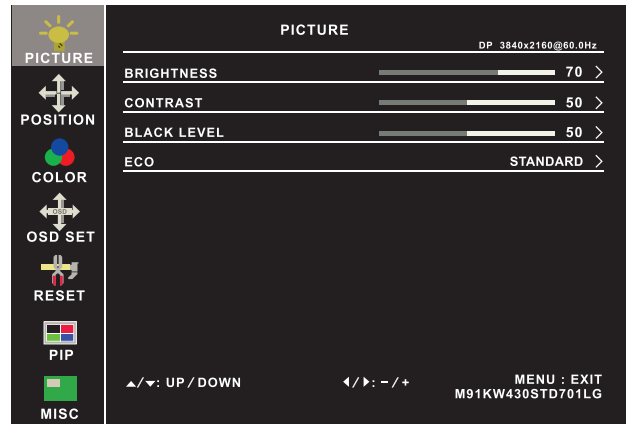 PICTURE
DP 3840x2160@60.0Hz
PICTURE
BRIGHTNESS 70 >
CONTRAST 50 >
POSITION
BLACK LEVEL 50 >
ECO STANDARD >
COLOR
OSD
OSD SET
RESET
PIP
▲/▼: UP/DOWN ◀/▶: -/+ MENU : EXIT
M91KW430STD701LG
MISC